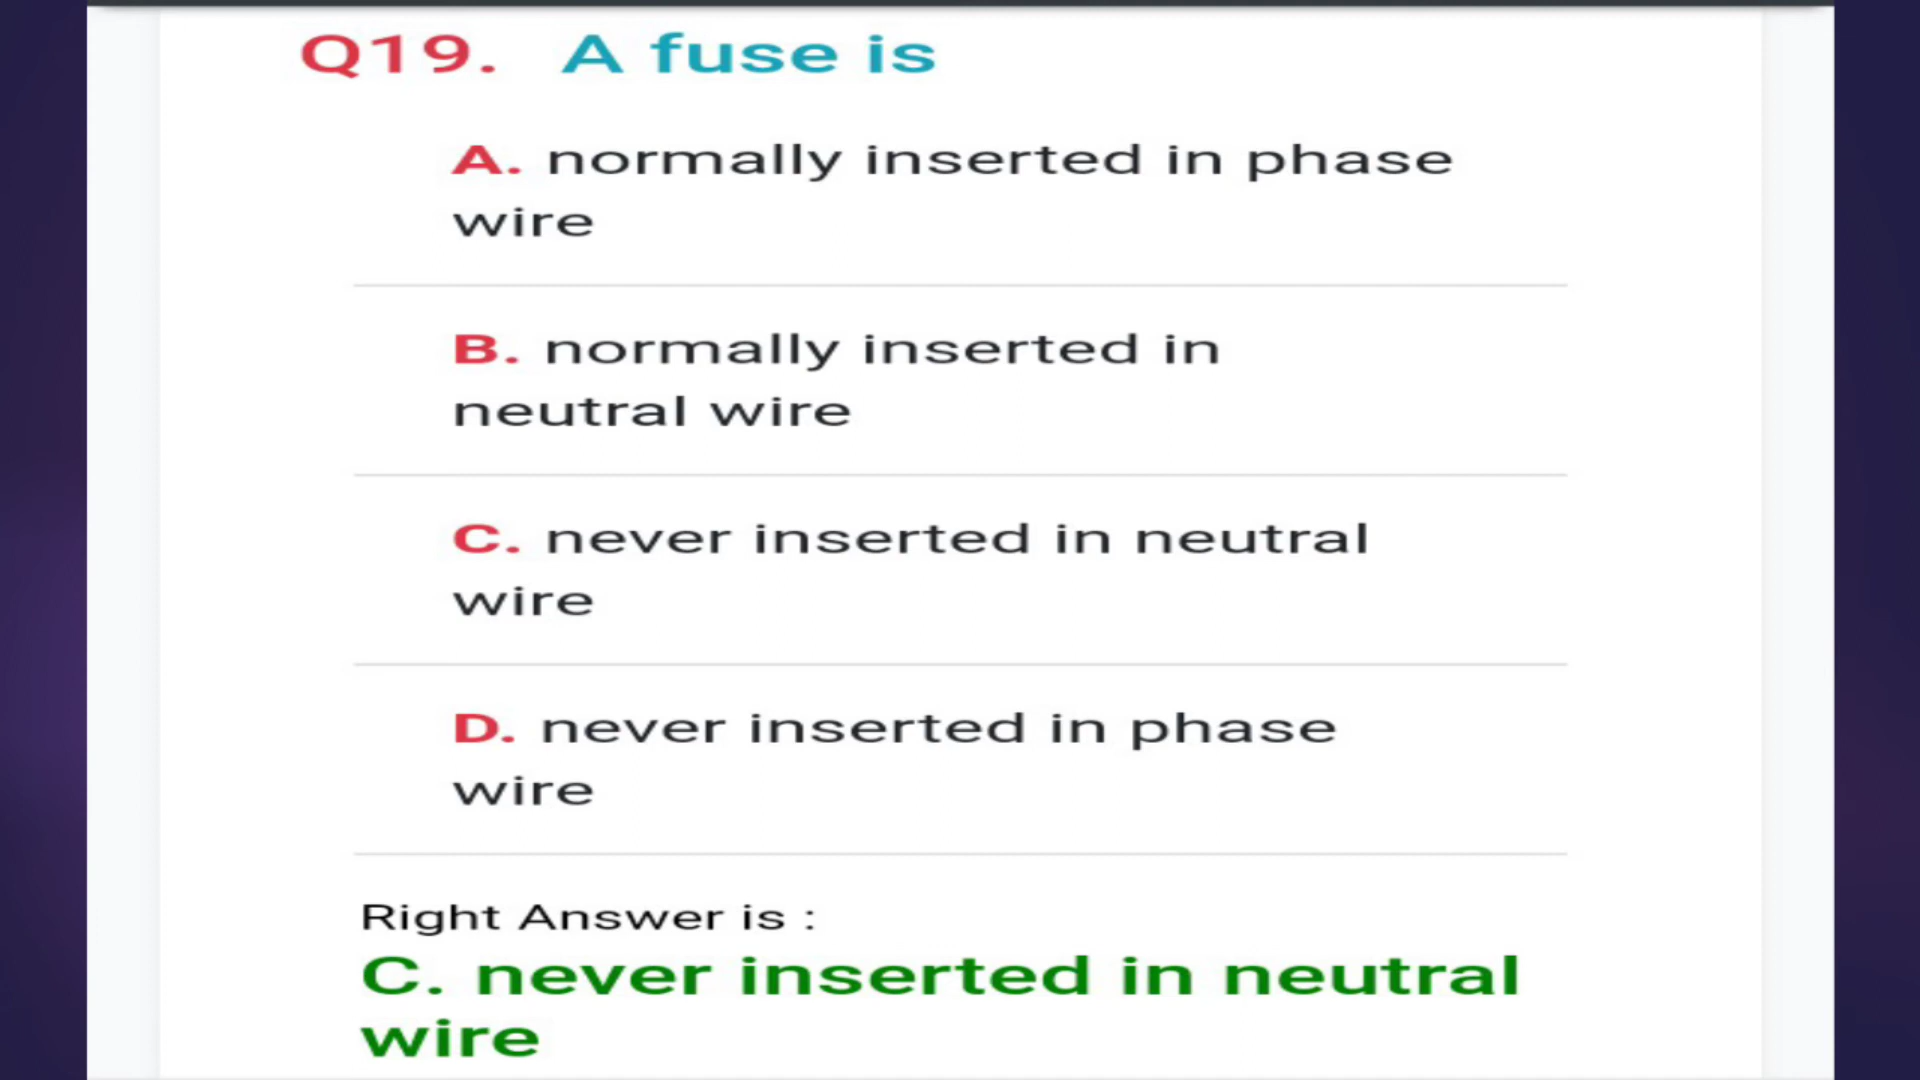 Q19. A fuse is
A. normally inserted in phase
wire
B. normally inserted in
neutral wire
C. never inserted in neutral
wire
D. never inserted in phase
wire
Right Answer is :
C. never inserted in neutral
wire